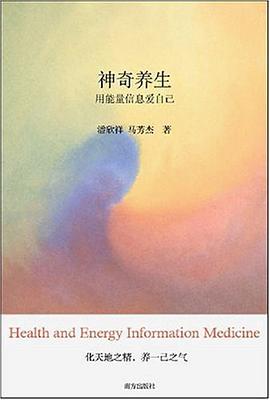 神奇养生
用能量信息爱自己
潘欣祥 马芳杰 著
Health and Energy Information Medicine
化天地之精，养一己之气
南方出版社